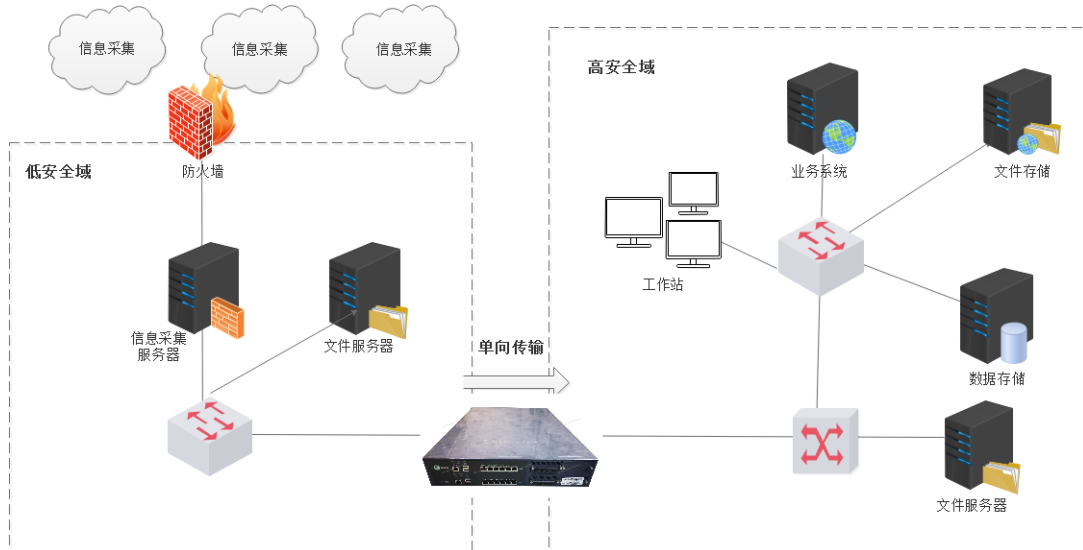 信息采集
信息采集
信息采集
高安全域
低安全域
防火墙
业务系统
文件存储
工作站
信息采集
服务器
文件服务器
单向传输
数据存储
文件服务器